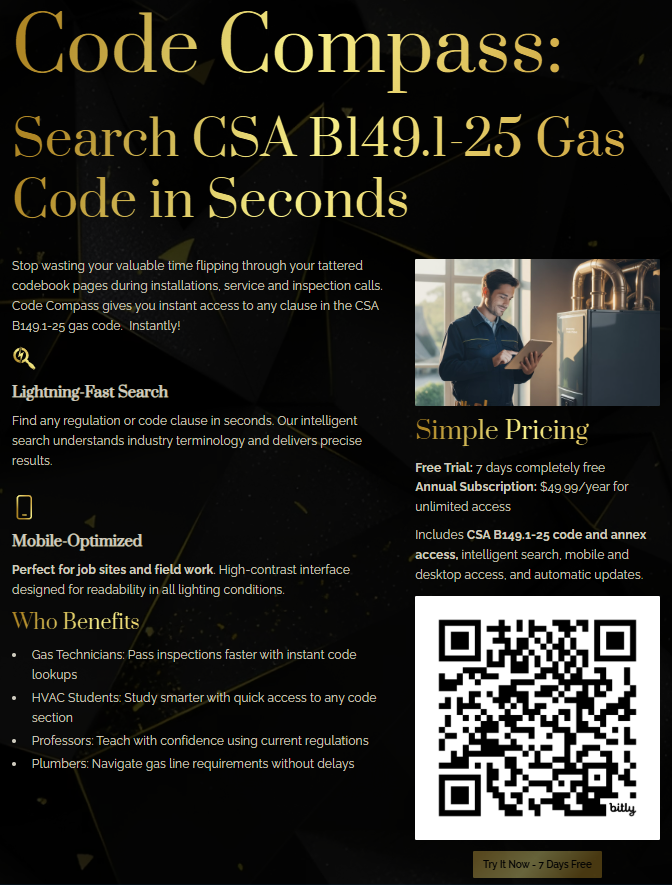 Code Compass:
Search CSA B149.1-25 Gas
Code in Seconds
Stop wasting your valuable time flipping through your tattered
codebook pages during installations, service and inspection calls.
Code Compass gives you instant access to any clause in the CSA
B149.1-25 gas code.  Instantly!
Lightning-Fast Search
Find any regulation or code clause in seconds. Our intelligent
search understands industry terminology and delivers precise
results.
Mobile-Optimized
Perfect for job sites and field work. High-contrast interface
designed for readability in all lighting conditions.
Who Benefits
• Gas Technicians: Pass inspections faster with instant code
lookups
• HVAC Students: Study smarter with quick access to any code
section
• Professors: Teach with confidence using current regulations
• Plumbers: Navigate gas line requirements without delays
Simple Pricing
Free Trial: 7 days completely free
Annual Subscription: $49.99/year for
unlimited access
Includes CSA B149.1-25 code and annex
access, intelligent search, mobile and
desktop access, and automatic updates.
bitly
Try It Now - 7 Days Free